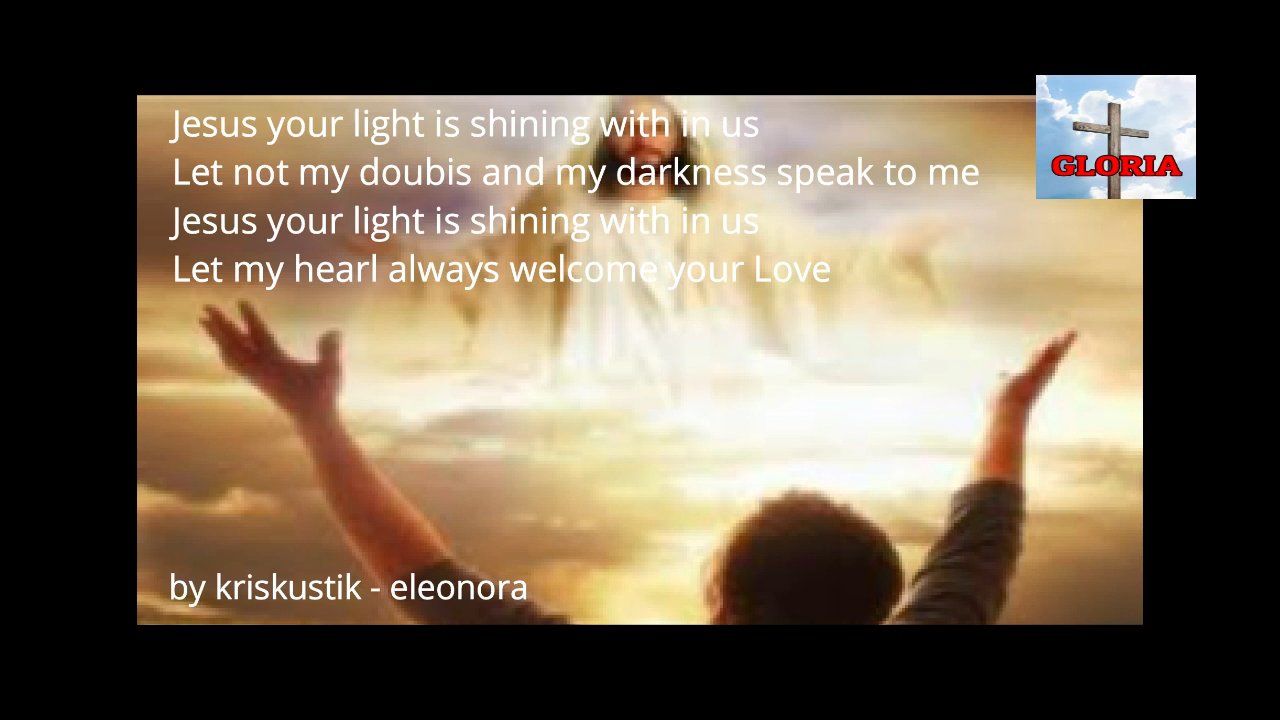 Jesus your light is shining with in us
Let not my doubis and my darkness speak to me
Jesus your light is shining with in us
Let my hearl always welcome your Love
GLORIA
by kriskustik - eleonora